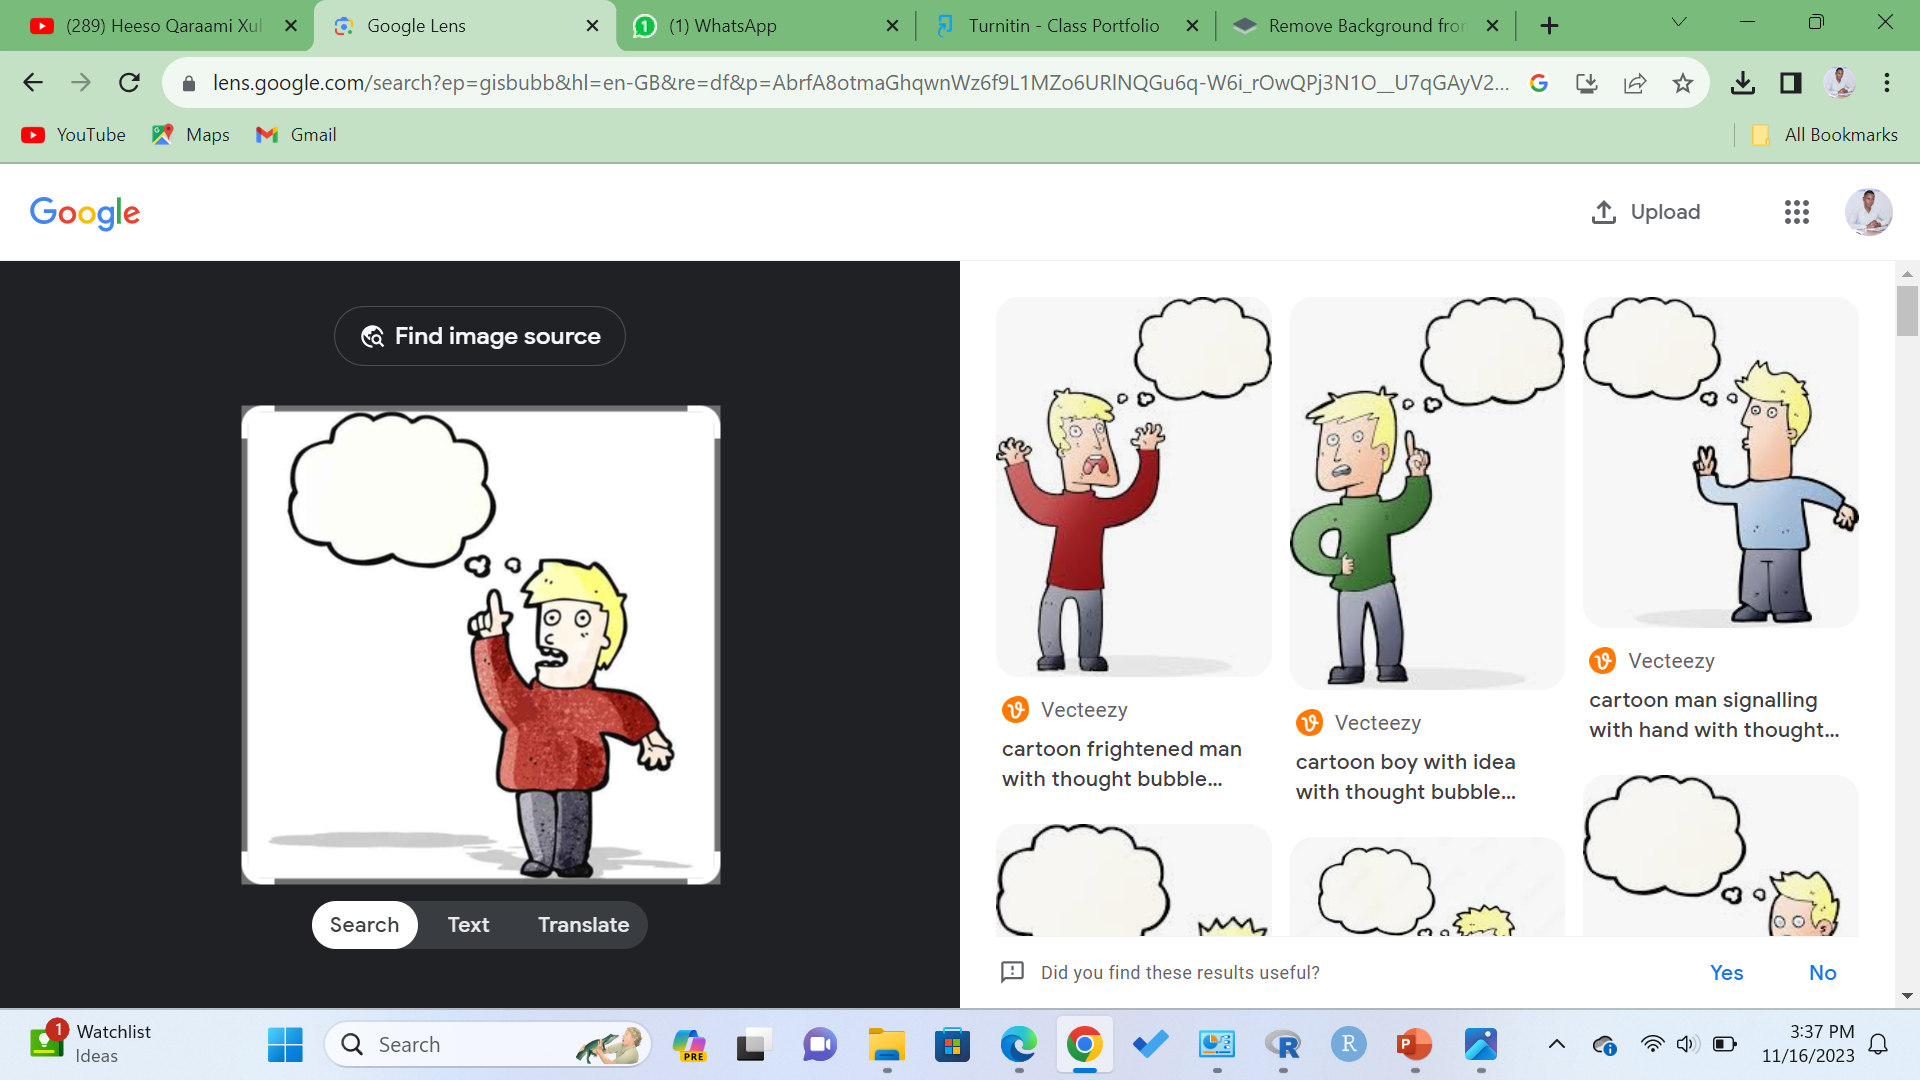 (289) Heeso Qaraami Xul
Google Lens
(1) WhatsApp
Turnitin - Class Portfolio
Remove Background from
lens.google.com/search?ep=gisbubb&hl=en-GB&re=df&p=AbrfA8otmaGhqwnWz6f9L1MZo6URlNQGu6q-W6i_rOwQPj3N1O__U7qGAyV2...
YouTube
Maps
Gmail
All Bookmarks
Google
Upload
Find image source
Search
Text
Translate
Vecteezy
cartoon frightened man
with thought bubble...
Vecteezy
cartoon boy with idea
with thought bubble...
Vecteezy
cartoon man signalling
with hand with thought...
Did you find these results useful?
Yes
No
1
Watchlist
Ideas
Search
PRE
3:37 PM
11/16/2023